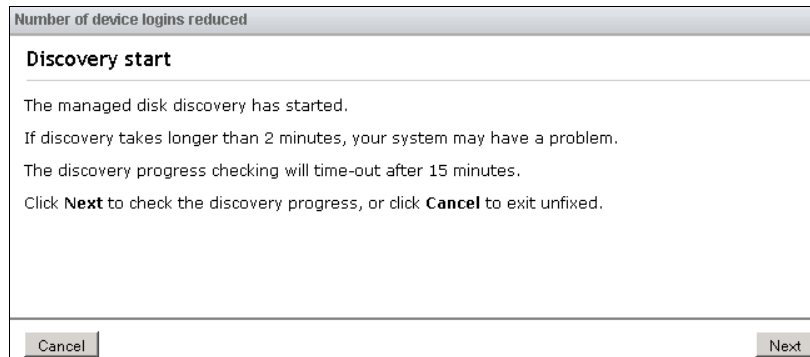 Number of device logins reduced
Discovery start
The managed disk discovery has started.
If discovery takes longer than 2 minutes, your system may have a problem.
The discovery progress checking will time-out after 15 minutes.
Click Next to check the discovery progress, or click Cancel to exit unfixed.
Cancel Next